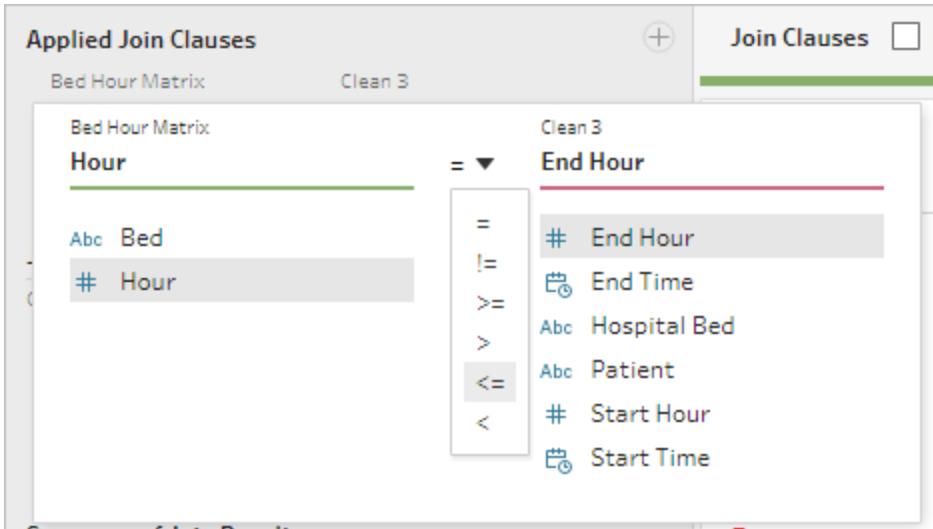 Applied Join Clauses
Join Clauses
Bed Hour Matrix Clean 3
Bed Hour Matrix Clean 3
Hour = End Hour
Abc Bed
# Hour
=
!=
>=
>
<=
<
# End Hour
End Time
Abc Hospital Bed
Abc Patient
# Start Hour
Start Time